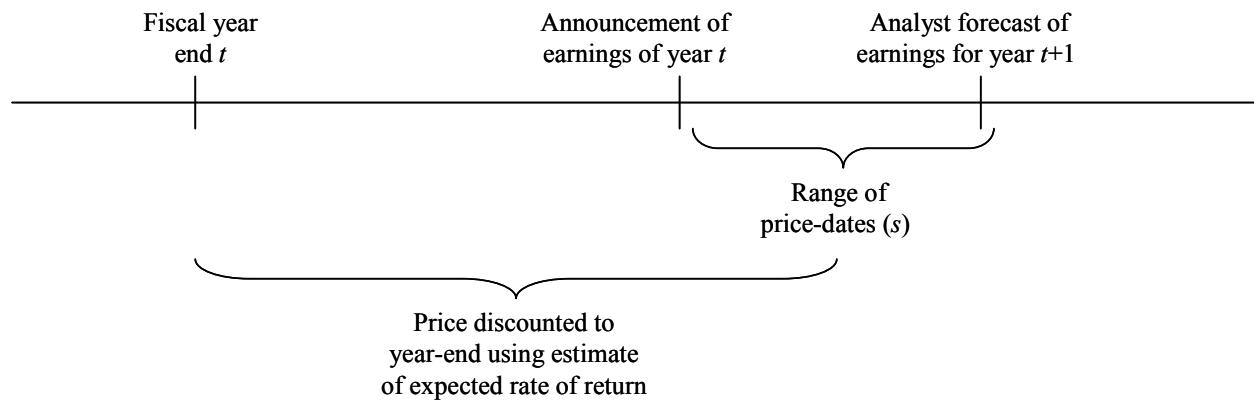 Fiscal year
end t
Announcement of
earnings of year t
Analyst forecast of
earnings for year t+1
Range of
price-dates (s)
Price discounted to
year-end using estimate
of expected rate of return